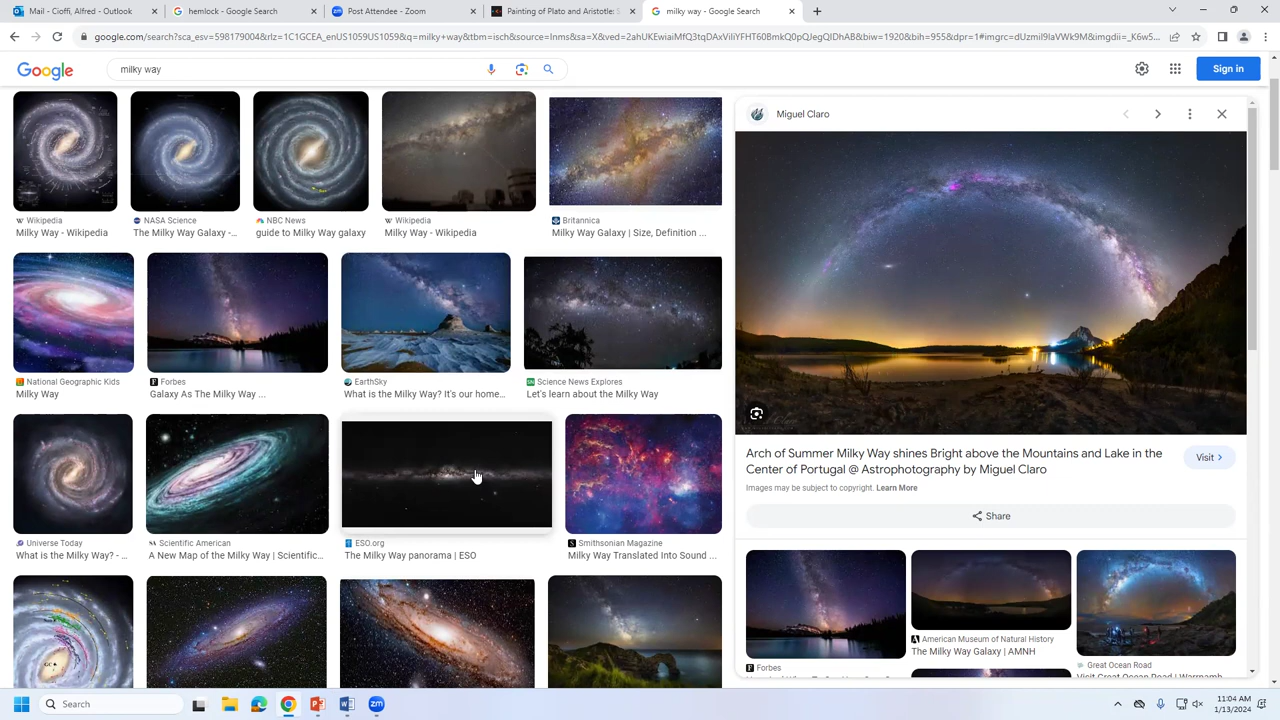 Mail - Cioffi, Alfred - Outlook
hemlock - Google Search
Post Attendee - Zoom
Painting of Plato and Aristotle: S
milky way - Google Search
google.com/search?sca_esv=598179004&rlz=1C1GCEA_enUS1059US1059&q=milky+way&tbm=isch&source=lnms&sa=X&ved=2ahUKEwiaiMfQ3tqDAxViliYFHT60BmkQ0pQJegQIDhAB&biw=1920&bih=955&dpr=1#imgrc=dUzmiI9IaVWk9M&imgdii=_K6w5...
Google
milky way
Sign in
Wikipedia
Milky Way - Wikipedia
NASA Science
The Milky Way Galaxy -...
NBC News
guide to Milky Way galaxy
Wikipedia
Milky Way - Wikipedia
Britannica
Milky Way Galaxy | Size, Definition ...
National Geographic Kids
Milky Way
Forbes
Galaxy As The Milky Way ...
EarthSky
What is the Milky Way? It's our home...
Science News Explores
Let's learn about the Milky Way
Universe Today
What is the Milky Way? - ...
Scientific American
A New Map of the Milky Way | Scientific...
ESO.org
The Milky Way panorama | ESO
Smithsonian Magazine
Milky Way Translated Into Sound ...
Miguel Claro
Arch of Summer Milky Way shines Bright above the Mountains and Lake in the
Center of Portugal @ Astrophotography by Miguel Claro
Visit
Images may be subject to copyright. Learn More
Share
Forbes
American Museum of Natural History
The Milky Way Galaxy | AMNH
Great Ocean Road
Search
11:04 AM
1/13/2024